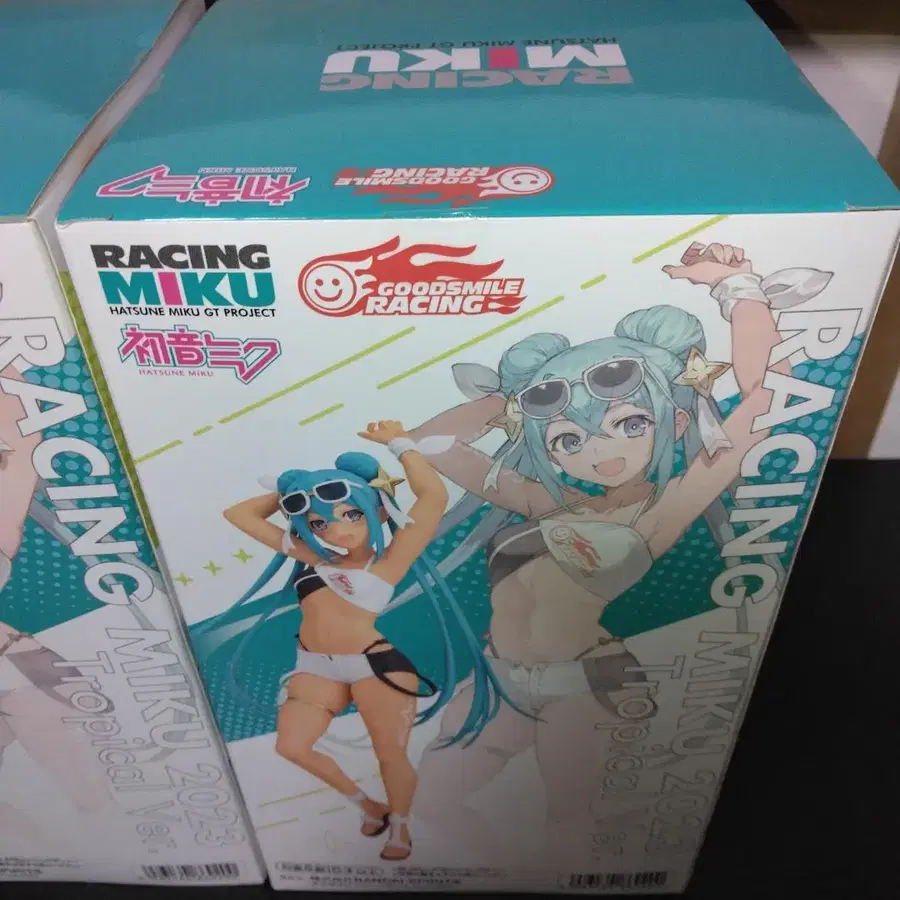 RACING
MIKU
HATSUNE MIKU GT PROJECT
初音ミク
HATSUNE MIKU
GOODSMILE
RACING
RACING
MIKU
HATSUNE MIKU GT PROJECT
GOODSMILE
RACING
初音ミク
HATSUNE MIKU
RACING MIKU 2023
Tropical Ver.
RACING MIKU 2023
Tropical Ver.